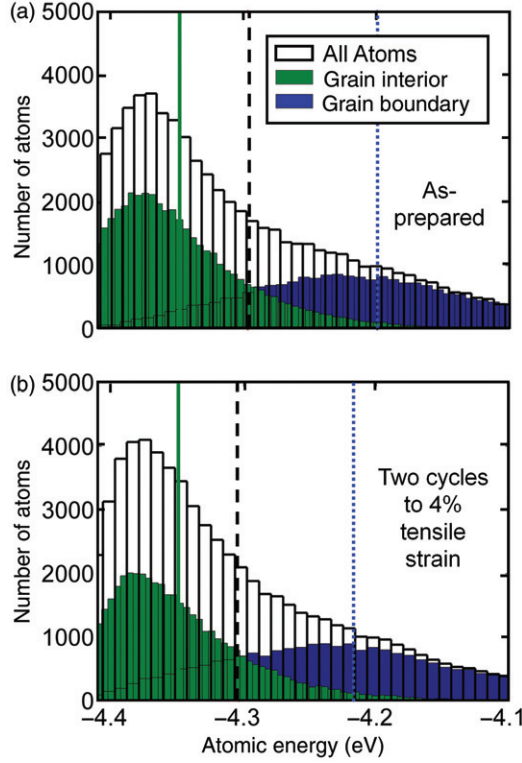 (a)
5000
4000
3000
2000
1000
0
Number of atoms
All Atoms
Grain interior
Grain boundary
As-
prepared
(b)
5000
4000
3000
2000
1000
0
Number of atoms
Two cycles
to 4%
tensile
strain
−4.4 −4.3 −4.2 −4.1
Atomic energy (eV)